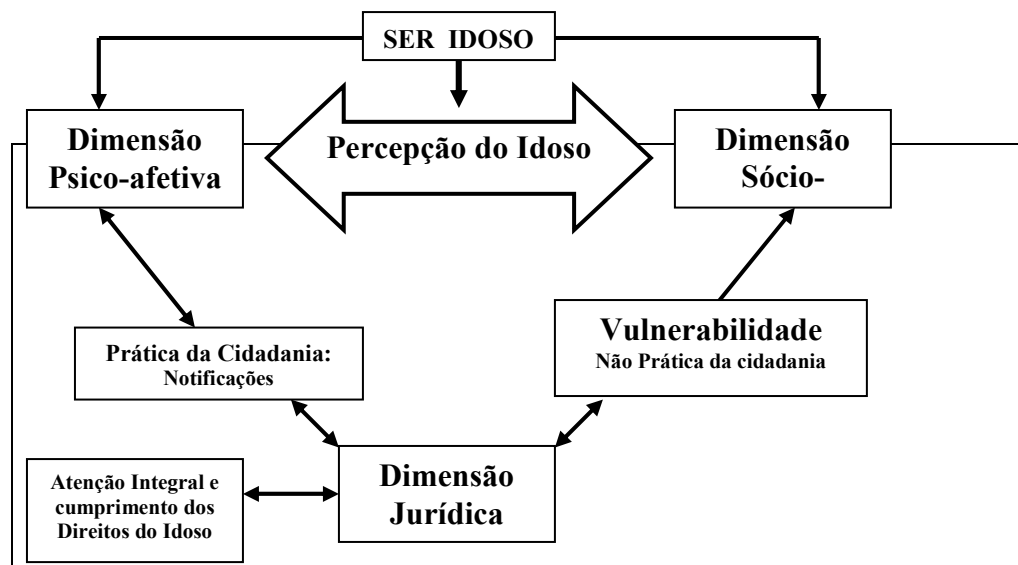 SER IDOSO
Dimensão
Psico-afetiva
Percepção do Idoso
Dimensão
Sócio-
Prática da Cidadania:
Notificações
Vulnerabilidade
Não Prática da cidadania
Atenção Integral e
cumprimento dos
Direitos do Idoso
Dimensão
Jurídica